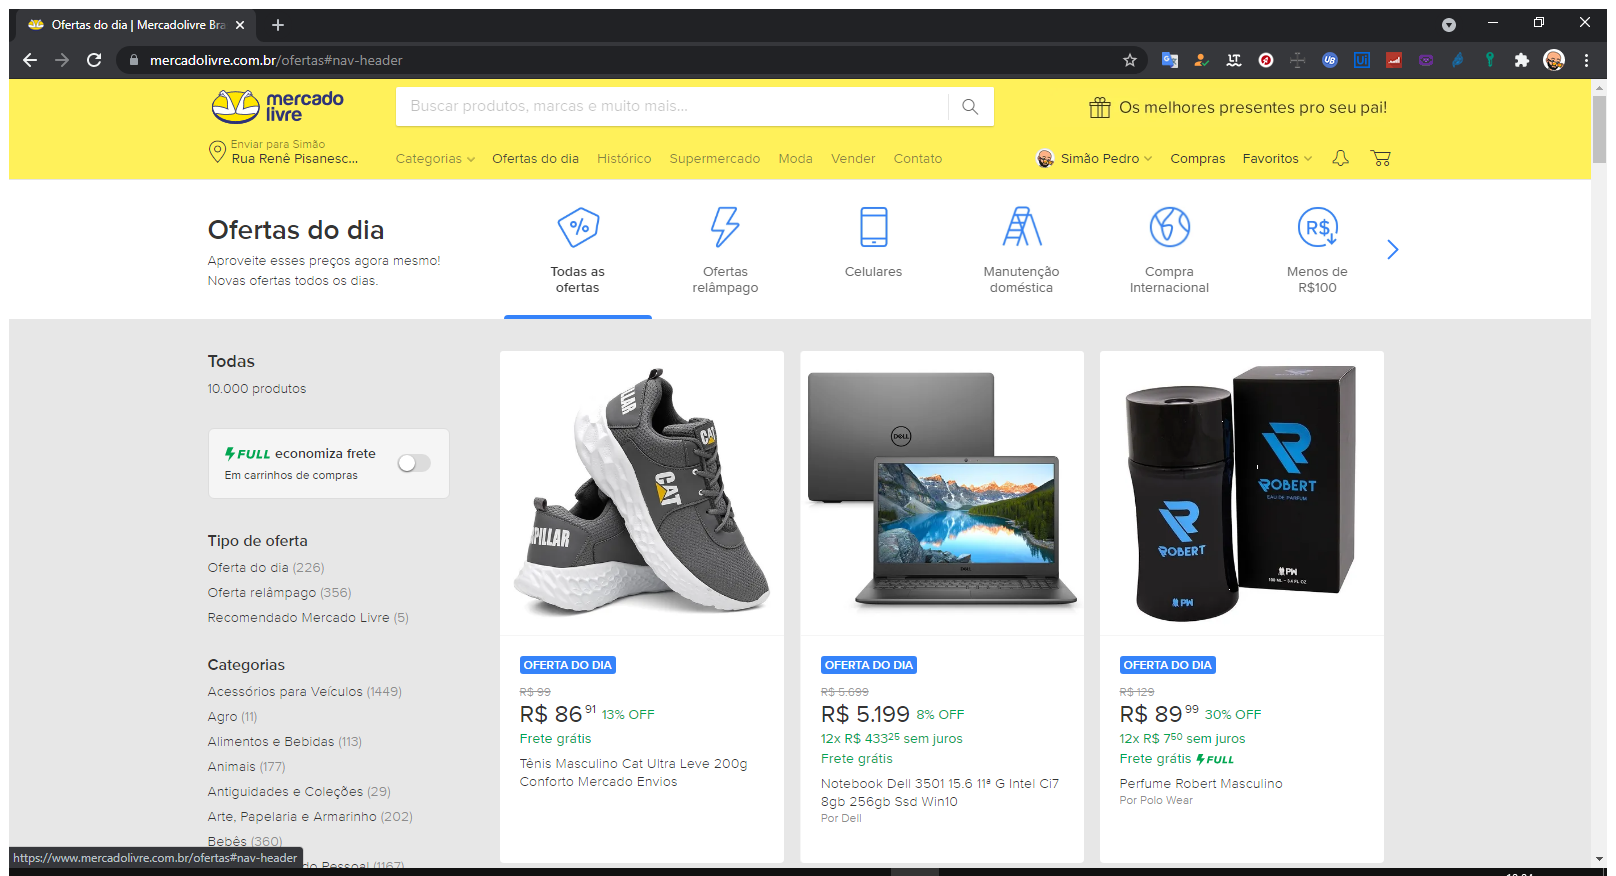 Ofertas do dia | Mercadolivre Bra
mercadolivre.com.br/ofertas#nav-header
mercado
livre
Buscar produtos, marcas e muito mais...
Os melhores presentes pro seu pai!
Enviar para Simão
Rua Renê Pisanesc...
Categorias Ofertas do dia Histórico Supermercado Moda Vender Contato
Simão Pedro Compras Favoritos
Ofertas do dia
Aproveite esses preços agora mesmo!
Novas ofertas todos os dias.
Todas as
ofertas
Ofertas
relâmpago
Celulares
Manutenção
doméstica
Compra
Internacional
R$
Menos de
R$100
Todas
10.000 produtos
FULL economiza frete
Em carrinhos de compras
Tipo de oferta
Oferta do dia (226)
Oferta relâmpago (356)
Recomendado Mercado Livre (5)
Categorias
Acessórios para Veículos (1449)
Agro (11)
Alimentos e Bebidas (113)
Animais (177)
Antiguidades e Coleções (29)
Arte, Papelaria e Armarinho (202)
Bebês (360)
do Pessoal (1167)
https://www.mercadolivre.com.br/ofertas#nav-header
CAT
CAT
OFERTA DO DIA
R$ 99
R$ 86 91 13% OFF
Frete grátis
Tênis Masculino Cat Ultra Leve 200g
Conforto Mercado Envios
DELL
DELL
OFERTA DO DIA
R$ 5.699
R$ 5.199 8% OFF
12x R$ 433 25 sem juros
Frete grátis
Notebook Dell 3501 15.6 11ª G Intel Ci7
8gb 256gb Ssd Win10
Por Dell
ROBERT
EAU DE PARFUM
PW
100 ML - 3.4 FL OZ
ROBERT
PW
OFERTA DO DIA
R$ 129
R$ 89 99 30% OFF
12x R$ 7 50 sem juros
Frete grátis FULL
Perfume Robert Masculino
Por Polo Wear